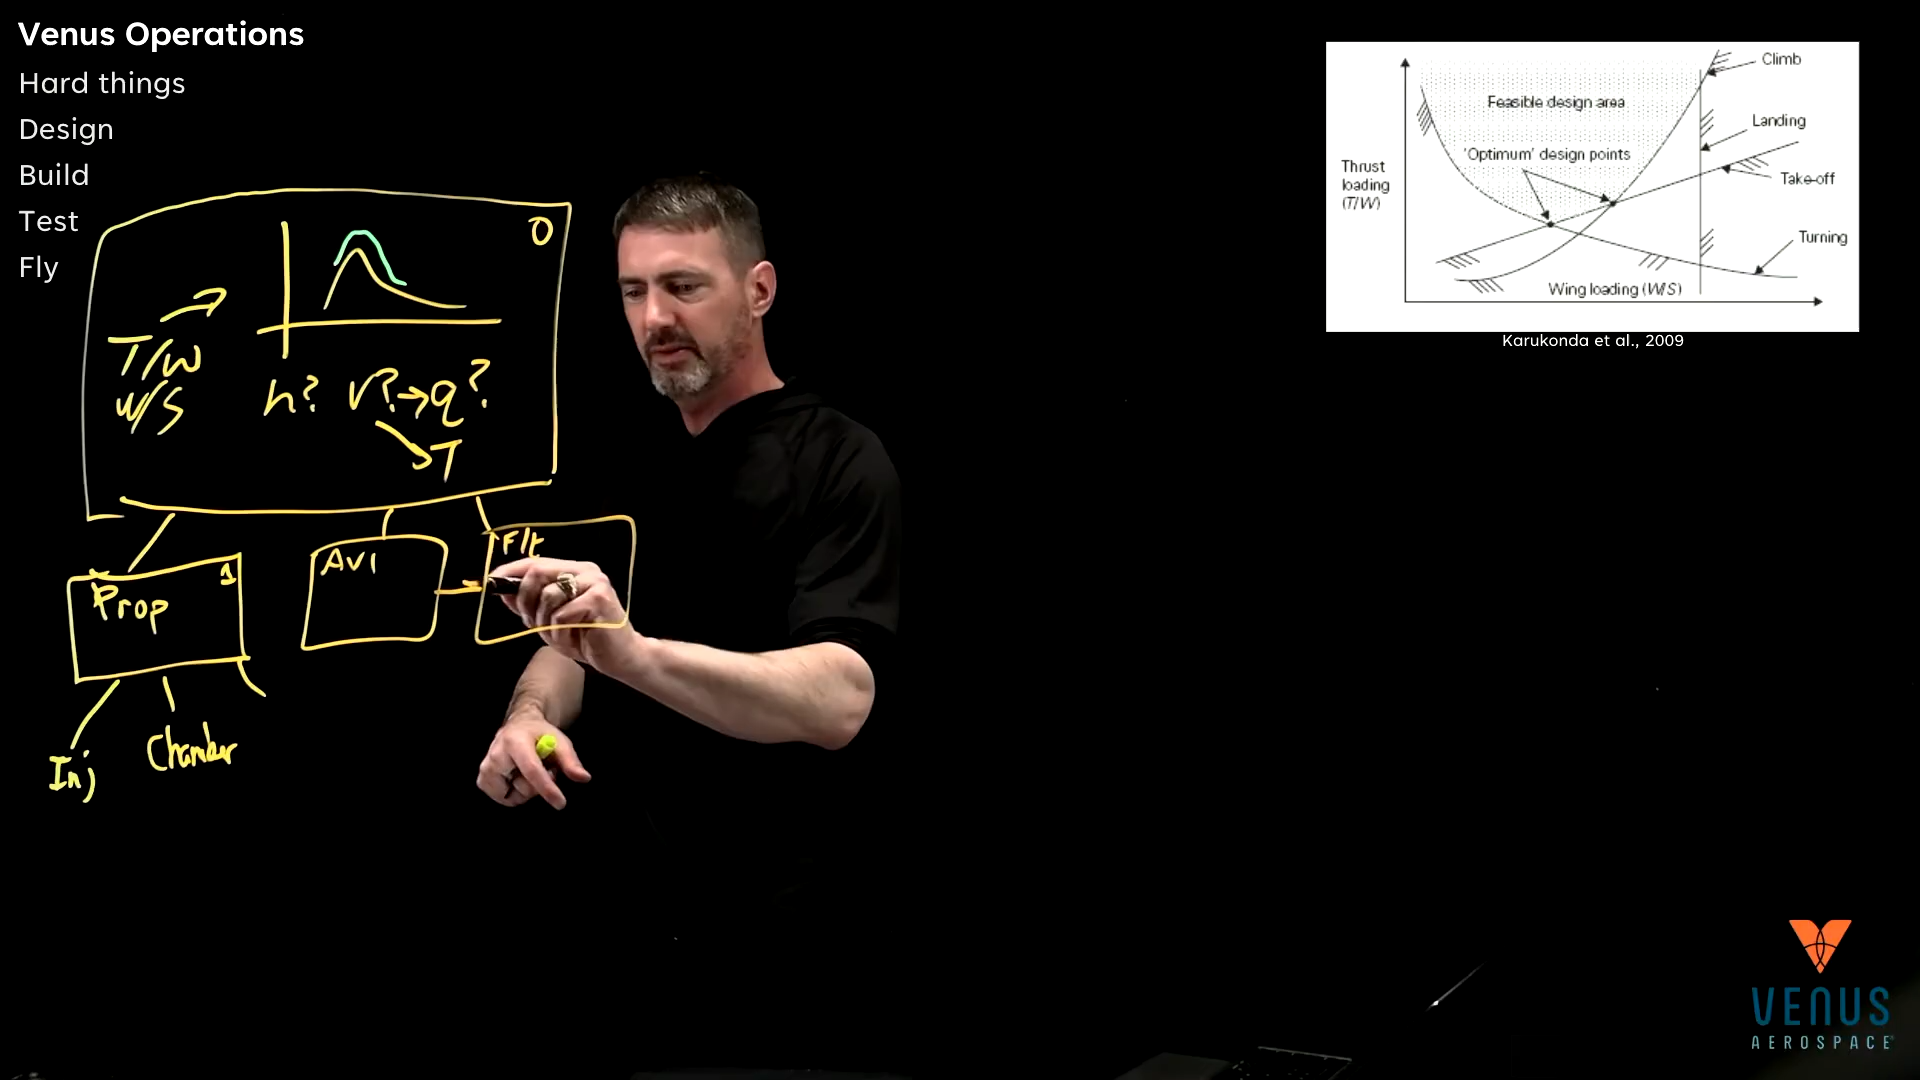 Venus Operations
Hard things
Design
Build
Test
Fly
0
T/W
W/S
h? v?→q?
T
Prop
1
Avi
Flt
Inj
Chamber
Climb
Feasible design area
Landing
'Optimum' design points
Thrust
loading
(T/W)
Take-off
Turning
Wing loading (W/S)
Karukonda et al., 2009
VENUS
AEROSPACE